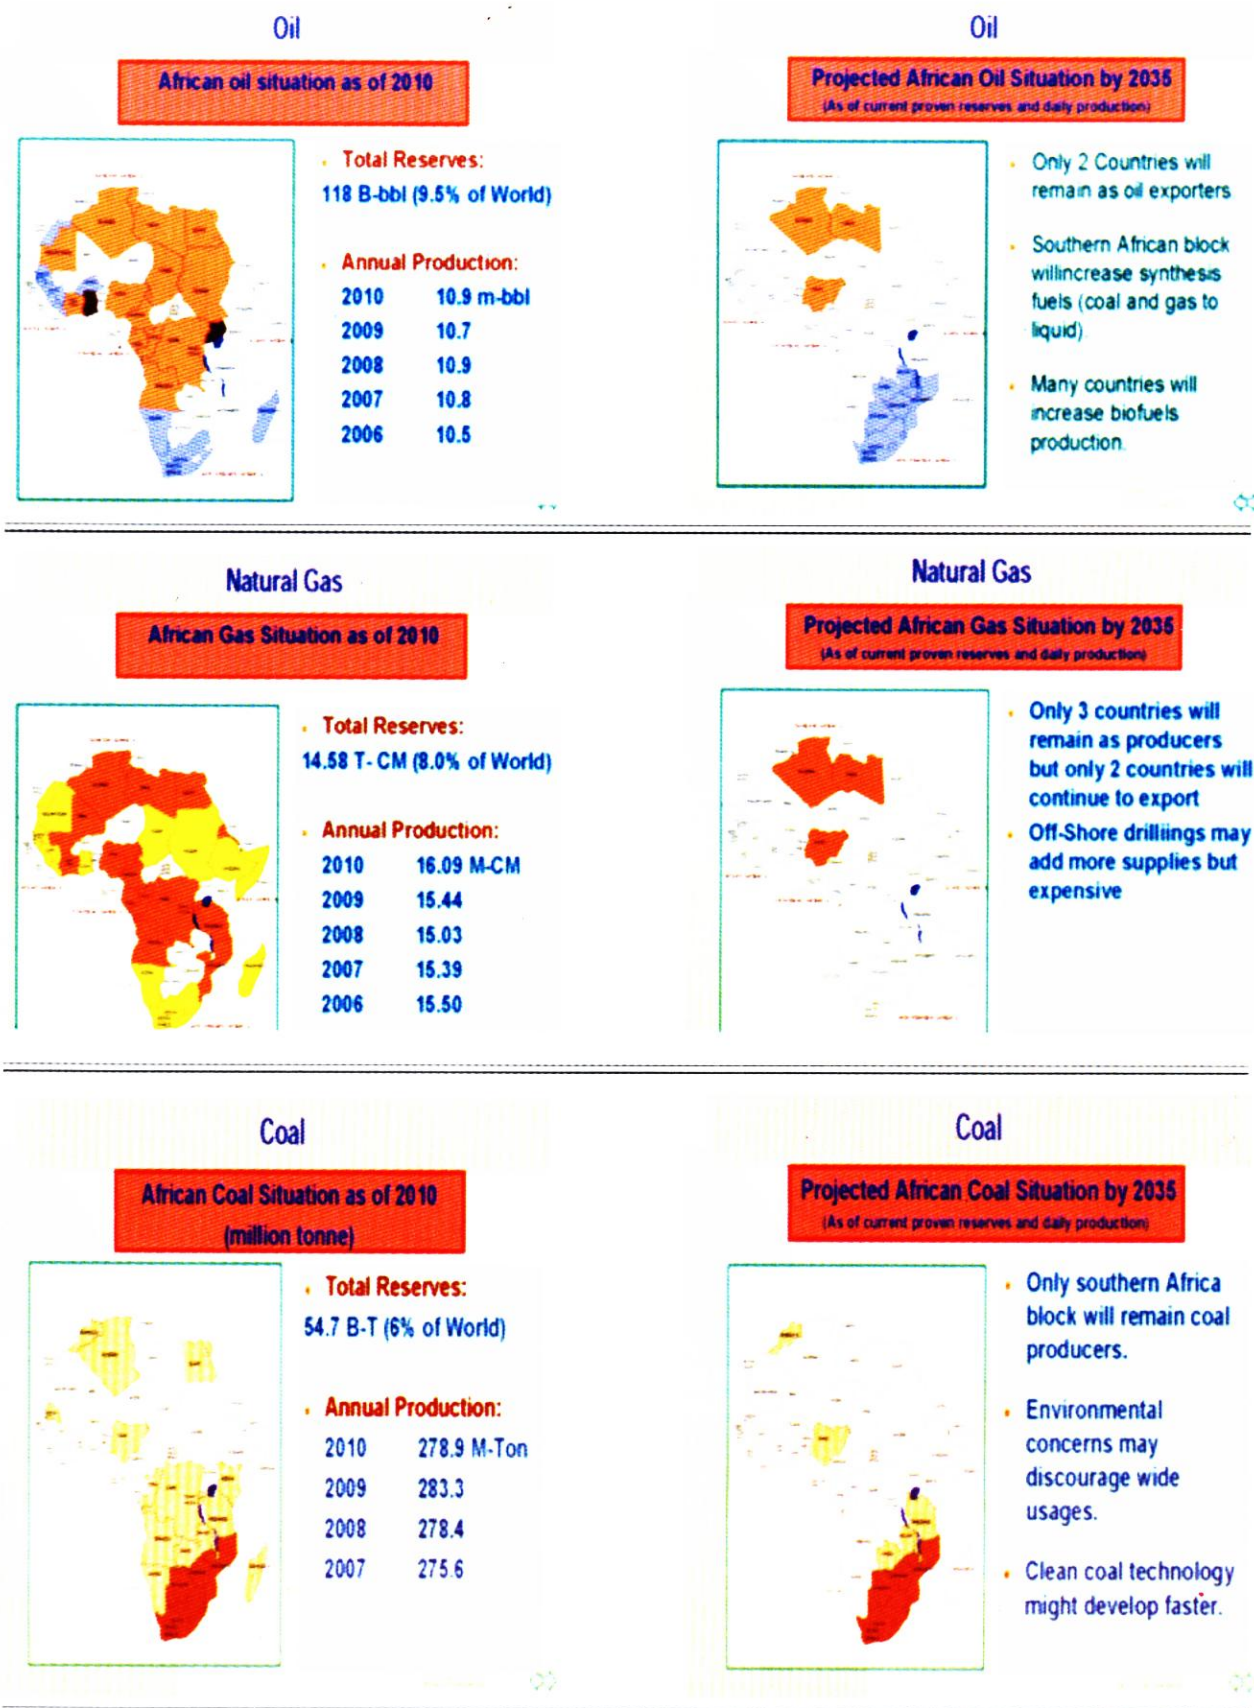 Oil
African oil situation as of 2010
Total Reserves:
118 B-bbl (9.5% of World)
Annual Production:
2010 10.9 m-bbl
2009 10.7
2008 10.9
2007 10.8
2006 10.5
Oil
Projected African Oil Situation by 2035
(As of current proven reserves and daily production)
Only 2 Countries will
remain as oil exporters
Southern African block
willincrease synthesis
fuels (coal and gas to
liquid)
Many countries will
increase biofuels
production.
Natural Gas
African Gas Situation as of 2010
Total Reserves:
14.58 T- CM (8.0% of World)
Annual Production:
2010 16.09 M-CM
2009 15.44
2008 15.03
2007 15.39
2006 15.50
Natural Gas
Projected African Gas Situation by 2035
(As of current proven reserves and daily production)
Only 3 countries will
remain as producers
but only 2 countries will
continue to export
Off-Shore drilliings may
add more supplies but
expensive
Coal
African Coal Situation as of 2010
(million tonne)
Total Reserves:
54.7 B-T (6% of World)
Annual Production:
2010 278.9 M-Ton
2009 283.3
2008 278.4
2007 275.6
Coal
Projected African Coal Situation by 2035
(As of current proven reserves and daily production)
Only southern Africa
block will remain coal
producers.
Environmental
concerns may
discourage wide
usages.
Clean coal technology
might develop faster.